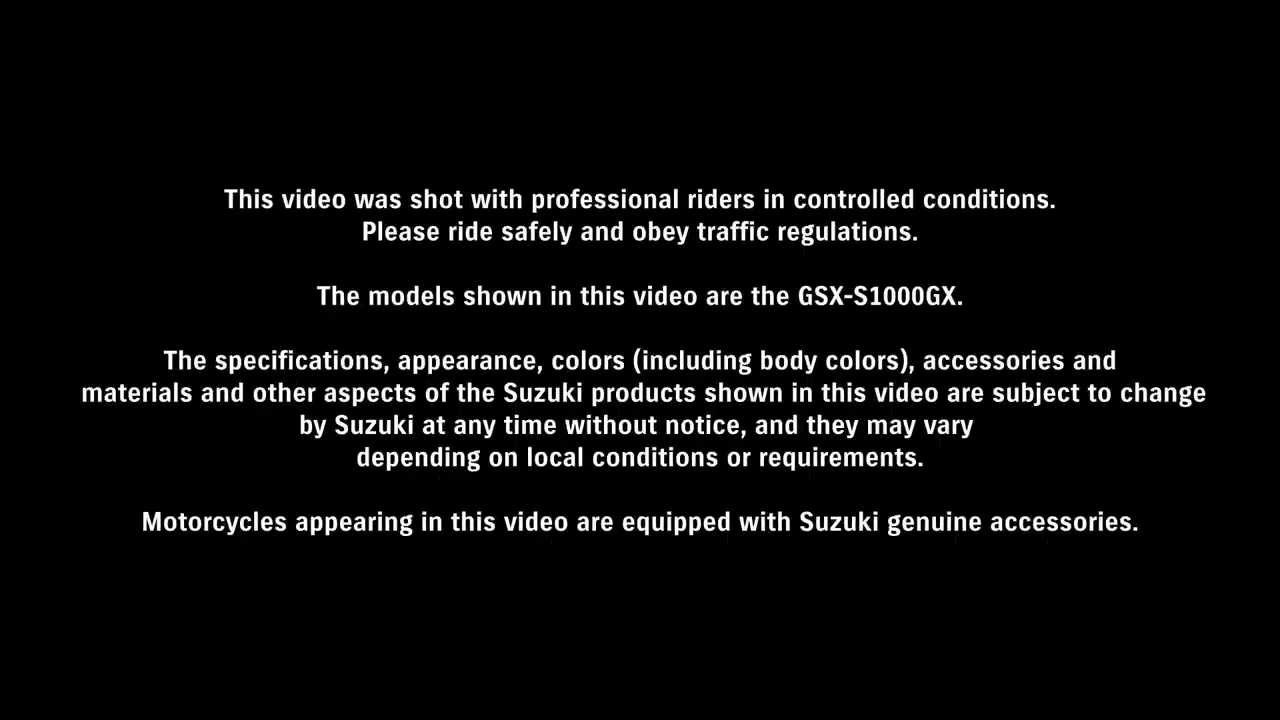 This video was shot with professional riders in controlled conditions.
Please ride safely and obey traffic regulations.
The models shown in this video are the GSX-S1000GX.
The specifications, appearance, colors (including body colors), accessories and
materials and other aspects of the Suzuki products shown in this video are subject to change
by Suzuki at any time without notice, and they may vary
depending on local conditions or requirements.
Motorcycles appearing in this video are equipped with Suzuki genuine accessories.